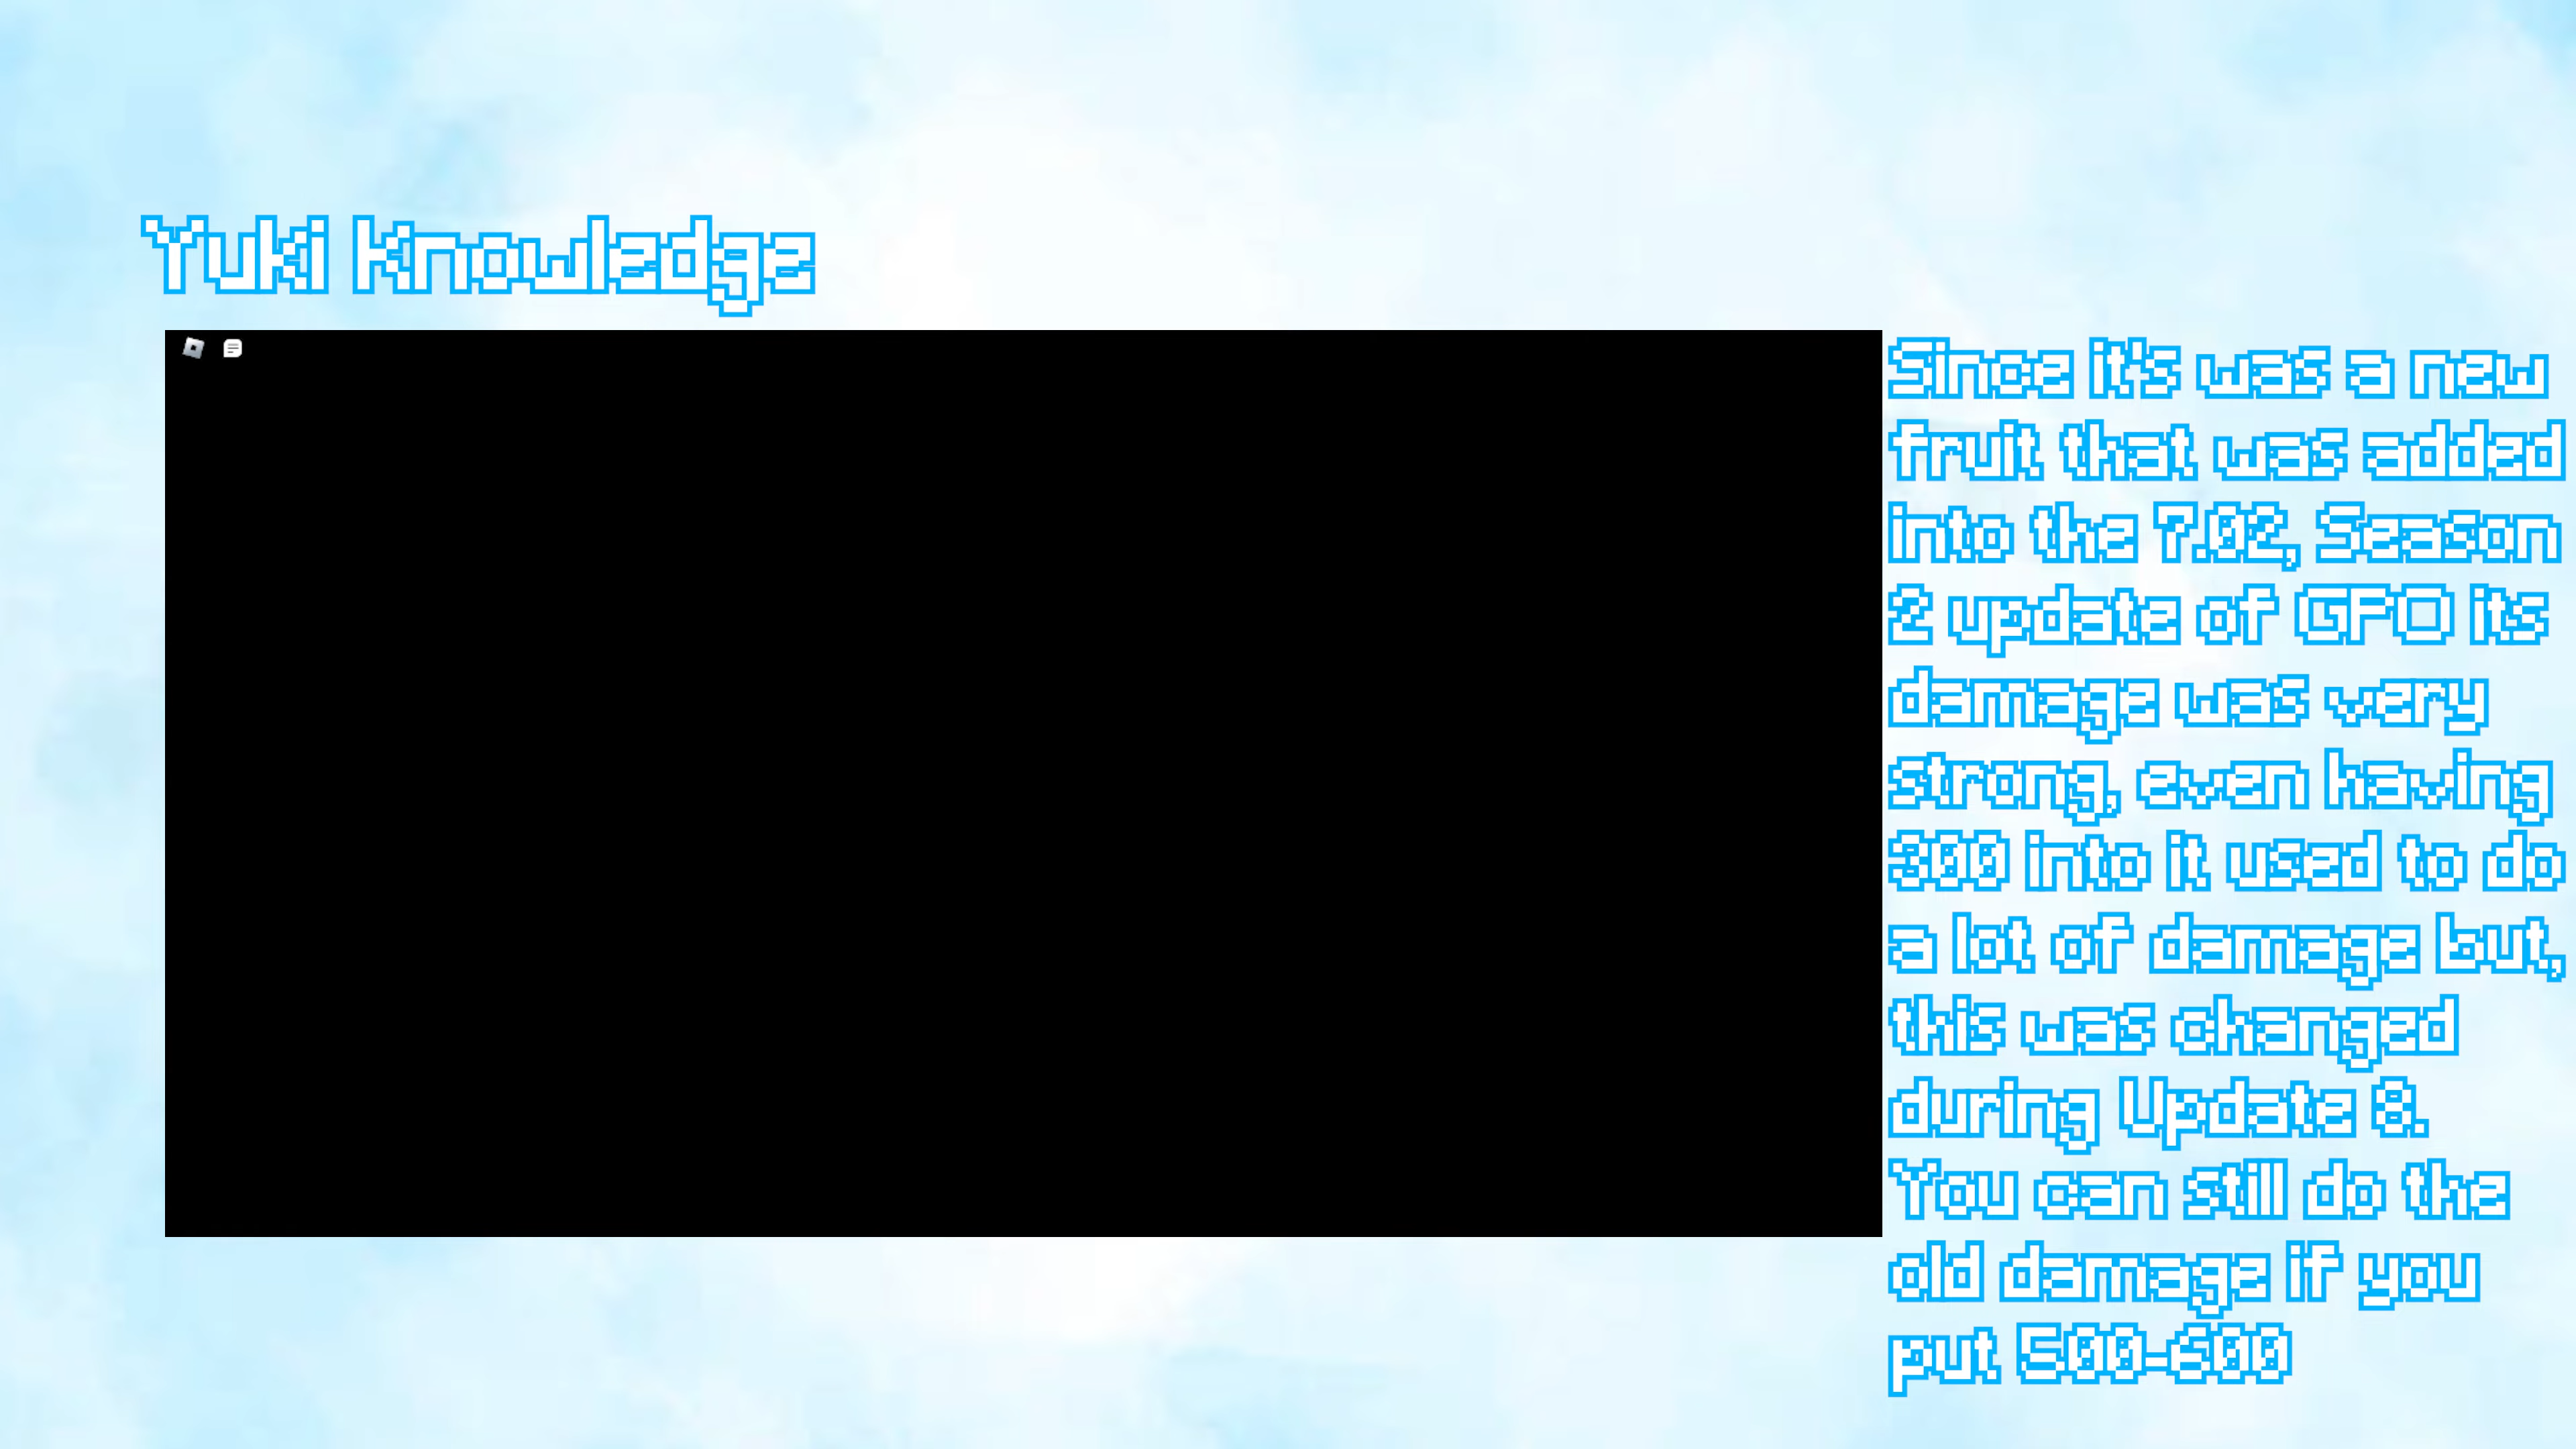 Yuki Knowledge
Since it's was a new
fruit that was added
into the 7.02, Season
2 update of GPO its
damage was very
strong, even having
300 into it used to do
a lot of damage but,
this was changed
during Update 8.
You can still do the
old damage if you
put 500-600